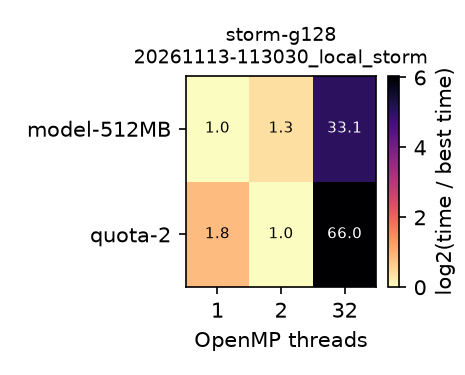 storm-g128
20261113-113030_local_storm
model-512MB
1.0 1.3 33.1
quota-2
1.8 1.0 66.0
1 2 32
OpenMP threads
6
4
2
0
log2(time / best time)